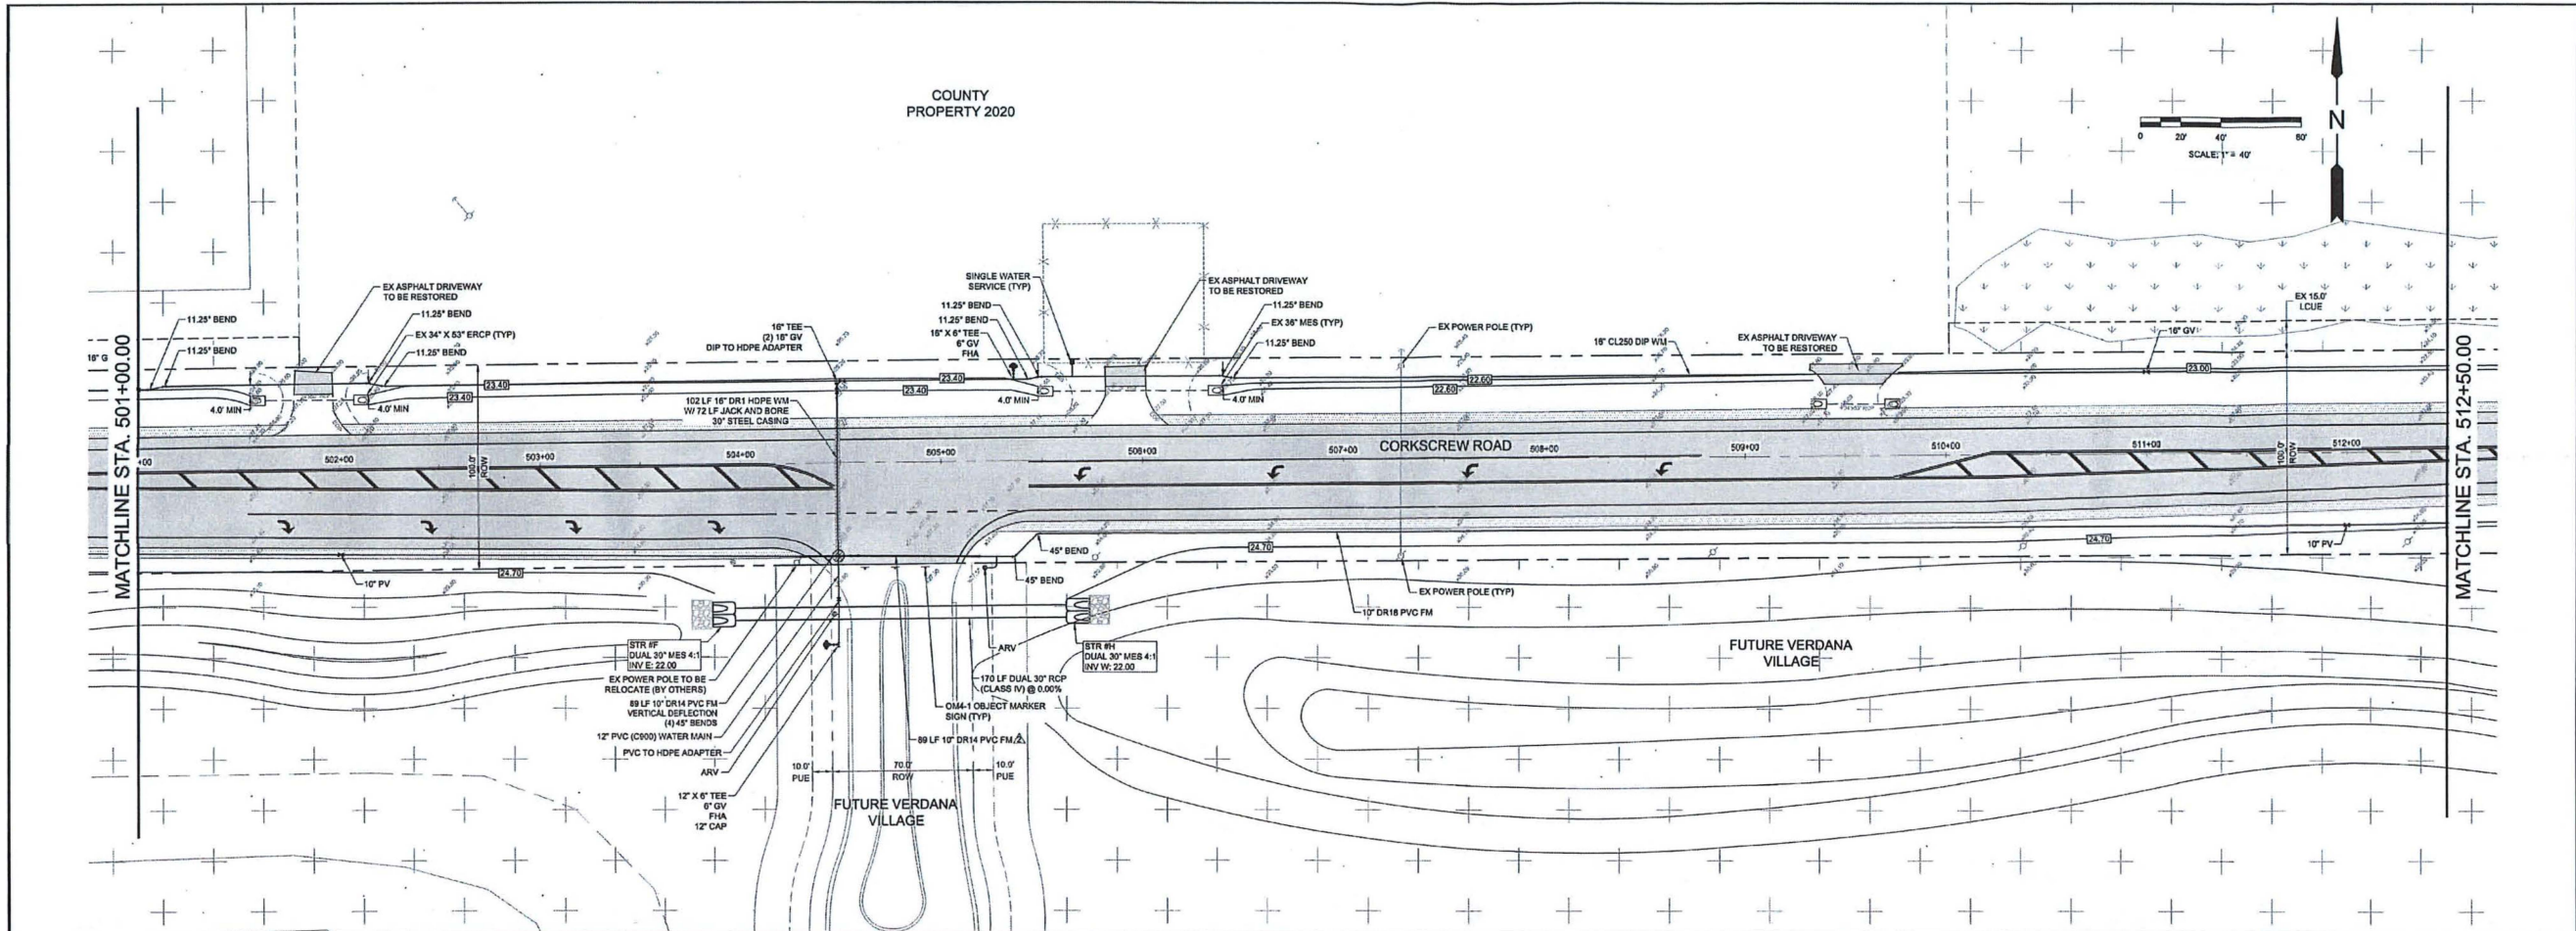 COUNTY
PROPERTY 2020
N
0 20' 40' 80'
SCALE: 1" = 40'
MATCHLINE STA. 501+00.00
MATCHLINE STA. 512+50.00
EX ASPHALT DRIVEWAY
TO BE RESTORED
11.25° BEND
11.25° BEND
11.25° BEND
EX 34" X 53" ERCP (TYP)
11.25° BEND
16" G
4.0' MIN
4.0' MIN
23.40
23.40
16" TEE
(2) 16" GV
DIP TO HDPE ADAPTER
102 LF 16" DR1 HDPE WM
W/ 72 LF JACK AND BORE
30" STEEL CASING
SINGLE WATER
SERVICE (TYP)
11.25° BEND
11.25° BEND
16" X 6" TEE
6" GV
FHA
23.40
23.40
4.0' MIN
EX ASPHALT DRIVEWAY
TO BE RESTORED
11.25° BEND
EX 36" MES (TYP)
11.25° BEND
4.0' MIN
EX POWER POLE (TYP)
22.60
22.60
16" CL250 DIP WM
EX ASPHALT DRIVEWAY
TO BE RESTORED
EX 15.0'
LCUE
16" GV
23.00
+00
502+00
503+00
504+00
505+00
506+00
507+00
CORKSCREW ROAD
508+00
509+00
510+00
511+00
512+00
100.0'
ROW
100.0'
ROW
10" PV
24.70
45° BEND
45° BEND
24.70
24.70
10" PV
EX POWER POLE (TYP)
10" DR18 PVC FM
STR #F
DUAL 30" MES 4:1
INV E: 22.00
STR #H
DUAL 30" MES 4:1
INV W: 22.00
EX POWER POLE TO BE
RELOCATE (BY OTHERS)
89 LF 10" DR14 PVC FM
VERTICAL DEFLECTION
(4) 45° BENDS
12" PVC (C900) WATER MAIN
PVC TO HDPE ADAPTER
ARV
12" X 6" TEE
6" GV
FHA
12" CAP
ARV
170 LF DUAL 30" RCP
(CLASS IV) @ 0.00%
OM4-1 OBJECT MARKER
SIGN (TYP)
89 LF 10" DR14 PVC FM 2
10.0'
PUE
70.0'
ROW
10.0'
PUE
FUTURE VERDANA
VILLAGE
FUTURE VERDANA
VILLAGE